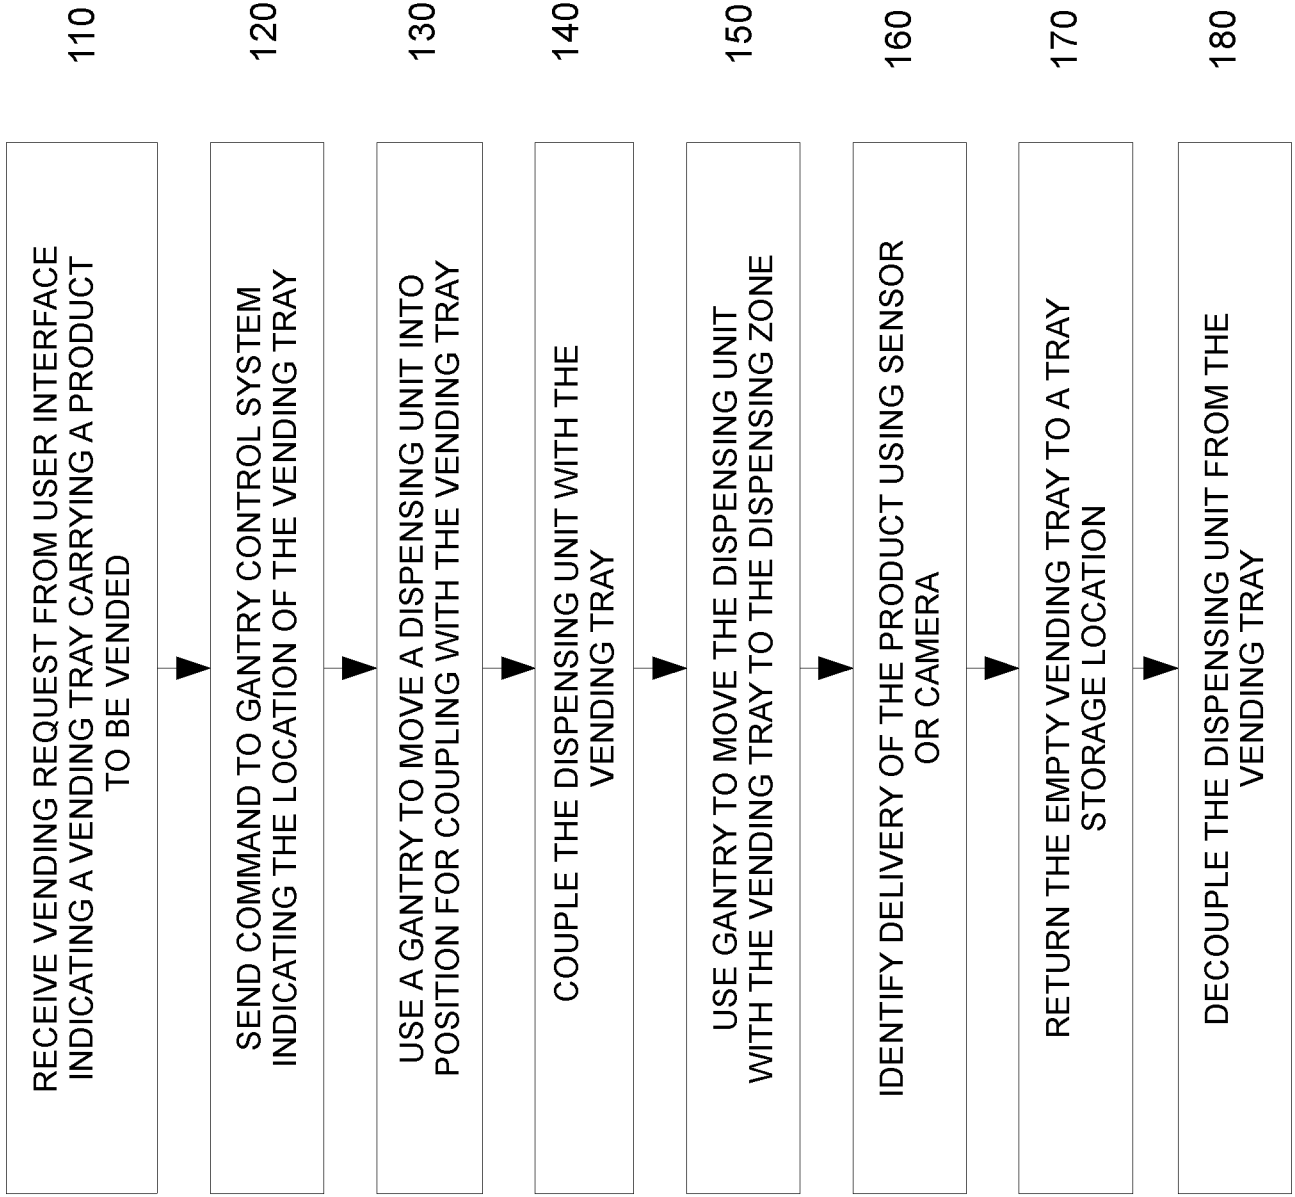 RECEIVE VENDING REQUEST FROM USER INTERFACE
INDICATING A VENDING TRAY CARRYING A PRODUCT
TO BE VENDED
110
SEND COMMAND TO GANTRY CONTROL SYSTEM
INDICATING THE LOCATION OF THE VENDING TRAY
120
USE A GANTRY TO MOVE A DISPENSING UNIT INTO
POSITION FOR COUPLING WITH THE VENDING TRAY
130
COUPLE THE DISPENSING UNIT WITH THE
VENDING TRAY
140
USE GANTRY TO MOVE THE DISPENSING UNIT
WITH THE VENDING TRAY TO THE DISPENSING ZONE
150
IDENTIFY DELIVERY OF THE PRODUCT USING SENSOR
OR CAMERA
160
RETURN THE EMPTY VENDING TRAY TO A TRAY
STORAGE LOCATION
170
DECOUPLE THE DISPENSING UNIT FROM THE
VENDING TRAY
180